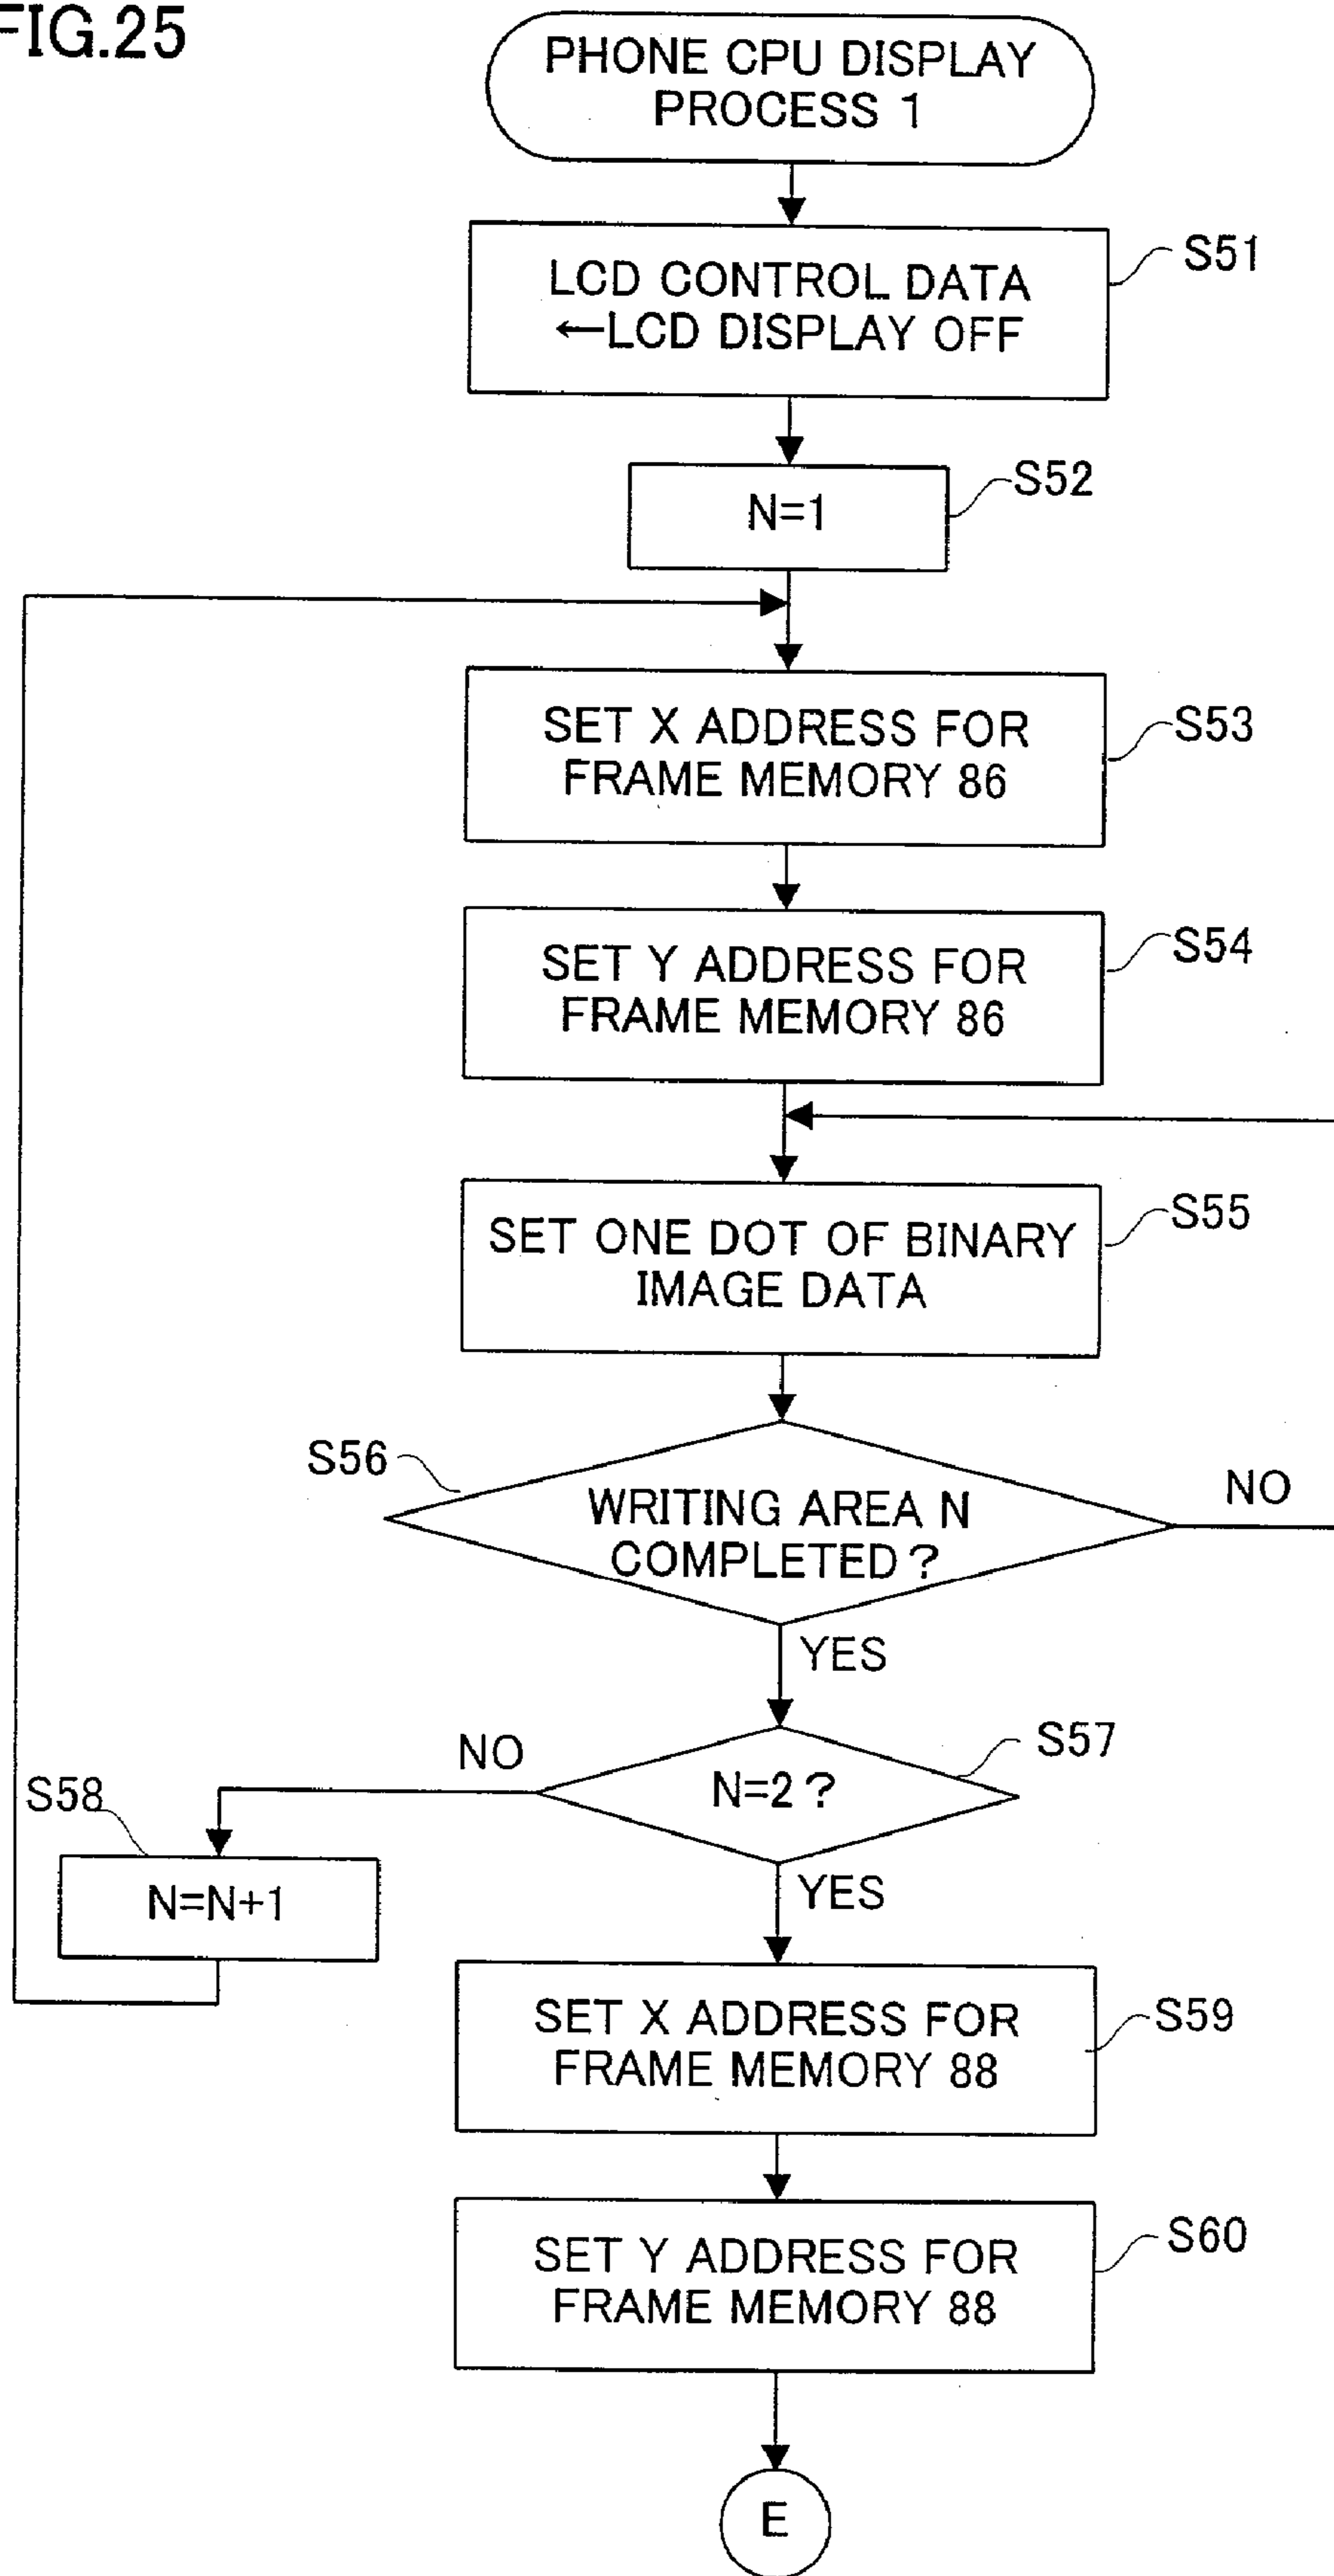 FIG.25
PHONE CPU DISPLAY
PROCESS 1
LCD CONTROL DATA
←LCD DISPLAY OFF
S51
N=1
S52
SET X ADDRESS FOR
FRAME MEMORY 86
S53
SET Y ADDRESS FOR
FRAME MEMORY 86
S54
SET ONE DOT OF BINARY
IMAGE DATA
S55
S56
WRITING AREA N
COMPLETED?
NO
YES
S57
N=2?
NO
S58
N=N+1
YES
SET X ADDRESS FOR
FRAME MEMORY 88
S59
SET Y ADDRESS FOR
FRAME MEMORY 88
S60
E